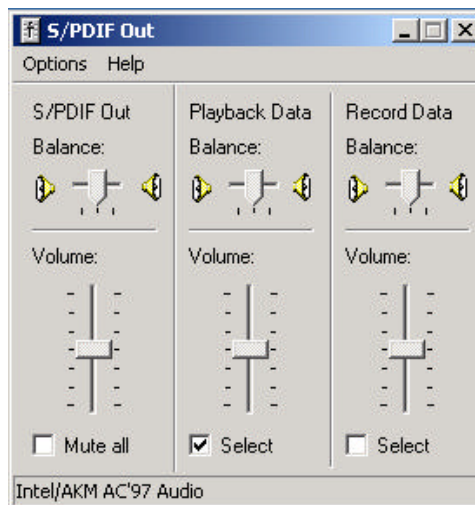 S/PDIF Out
Options Help
S/PDIF Out Playback Data Record Data
Balance: Balance: Balance:
Volume: Volume: Volume:
Mute all Select Select
Intel/AKM AC'97 Audio